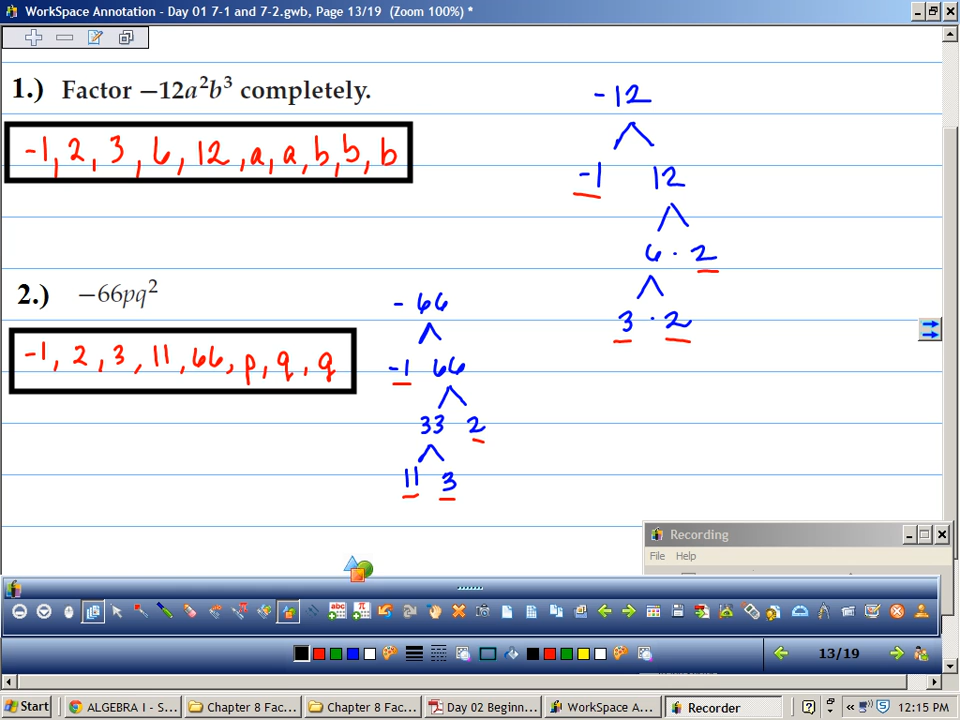 WorkSpace Annotation - Day 01 7-1 and 7-2.gwb, Page 13/19 (Zoom 100%) *
1.) Factor −12a²b³ completely.
-1, 2, 3, 6, 12, a, a, b, b, b
-12
-1 12
6 · 2
3 · 2
2.) −66pq²
-1, 2, 3, 11, 66, p, q, q
- 66
-1 66
33 2
11 3
Recording
File Help
abc
π
13/19
Start
ALGEBRA I - S...
Chapter 8 Fac...
Chapter 8 Fac...
Day 02 Beginn...
WorkSpace A...
Recorder
? « S 12:15 PM